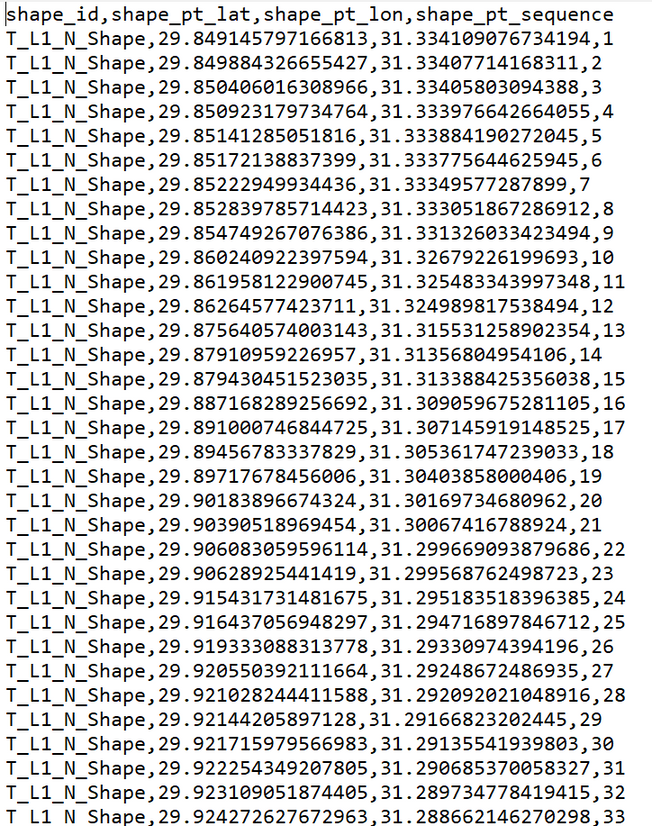 shape_id,shape_pt_lat,shape_pt_lon,shape_pt_sequence
T_L1_N_Shape,29.849145797166813,31.334109076734194,1
T_L1_N_Shape,29.849884326655427,31.33407714168311,2
T_L1_N_Shape,29.850406016308966,31.33405803094388,3
T_L1_N_Shape,29.850923179734764,31.333976642664055,4
T_L1_N_Shape,29.85141285051816,31.333884190272045,5
T_L1_N_Shape,29.85172138837399,31.333775644625945,6
T_L1_N_Shape,29.85222949934436,31.33349577287899,7
T_L1_N_Shape,29.852839785714423,31.333051867286912,8
T_L1_N_Shape,29.854749267076386,31.331326033423494,9
T_L1_N_Shape,29.860240922397594,31.32679226199693,10
T_L1_N_Shape,29.861958122900745,31.325483343997348,11
T_L1_N_Shape,29.86264577423711,31.324989817538494,12
T_L1_N_Shape,29.875640574003143,31.315531258902354,13
T_L1_N_Shape,29.87910959226957,31.31356804954106,14
T_L1_N_Shape,29.879430451523035,31.313388425356038,15
T_L1_N_Shape,29.887168289256692,31.309059675281105,16
T_L1_N_Shape,29.891000746844725,31.307145919148525,17
T_L1_N_Shape,29.89456783337829,31.305361747239033,18
T_L1_N_Shape,29.89717678456006,31.30403858000406,19
T_L1_N_Shape,29.90183896674324,31.30169734680962,20
T_L1_N_Shape,29.90390518969454,31.30067416788924,21
T_L1_N_Shape,29.906083059596114,31.299669093879686,22
T_L1_N_Shape,29.90628925441419,31.299568762498723,23
T_L1_N_Shape,29.915431731481675,31.295183518396385,24
T_L1_N_Shape,29.916437056948297,31.294716897846712,25
T_L1_N_Shape,29.919333088313778,31.29330974394196,26
T_L1_N_Shape,29.920550392111664,31.29248672486935,27
T_L1_N_Shape,29.921028244411588,31.292092021048916,28
T_L1_N_Shape,29.92144205897128,31.29166823202445,29
T_L1_N_Shape,29.921715979566983,31.29135541939803,30
T_L1_N_Shape,29.922254349207805,31.290685370058327,31
T_L1_N_Shape,29.923109051874405,31.289734778419415,32
T_L1_N_Shape,29.924272627672963,31.288662146270298,33